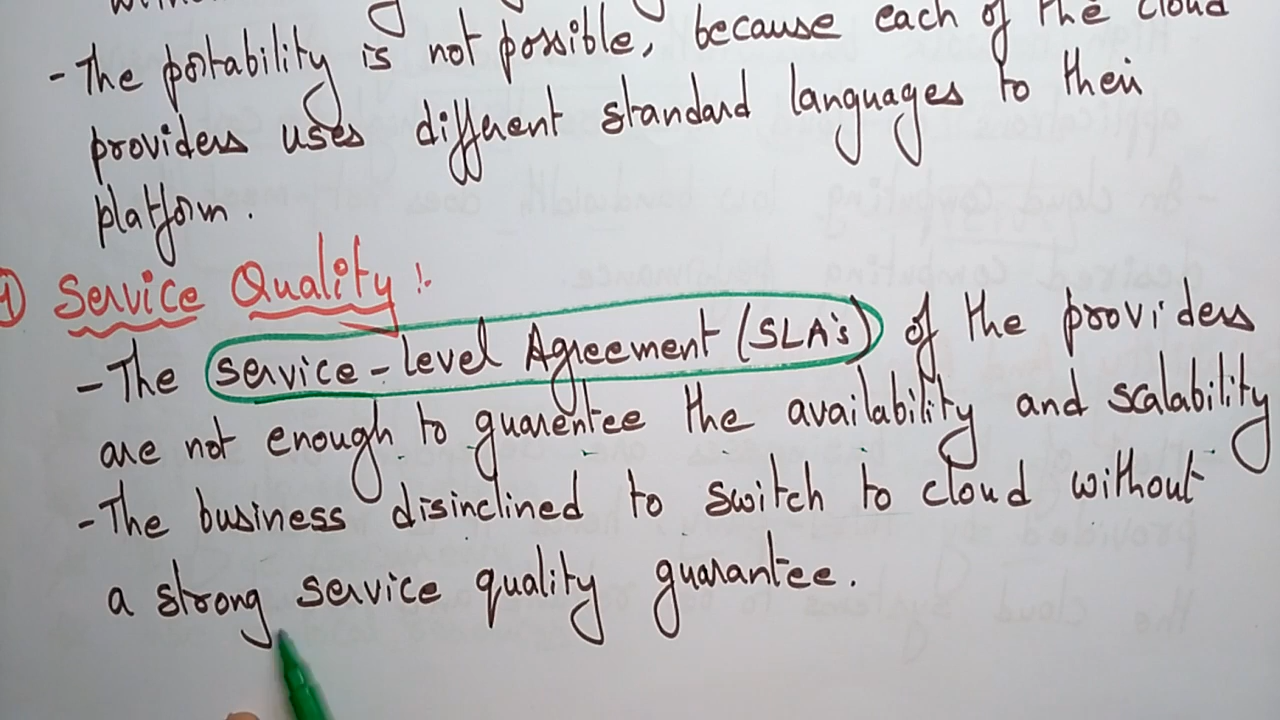 - The portability is not possible, because each of the cloud
providers uses different standard languages to their
platform.
Service Quality :-
- The service-level Agreement (SLA's) of the providers
are not enough to guarentee the availability and scalability
- The business disinclined to switch to cloud without
a strong service quality guarantee.